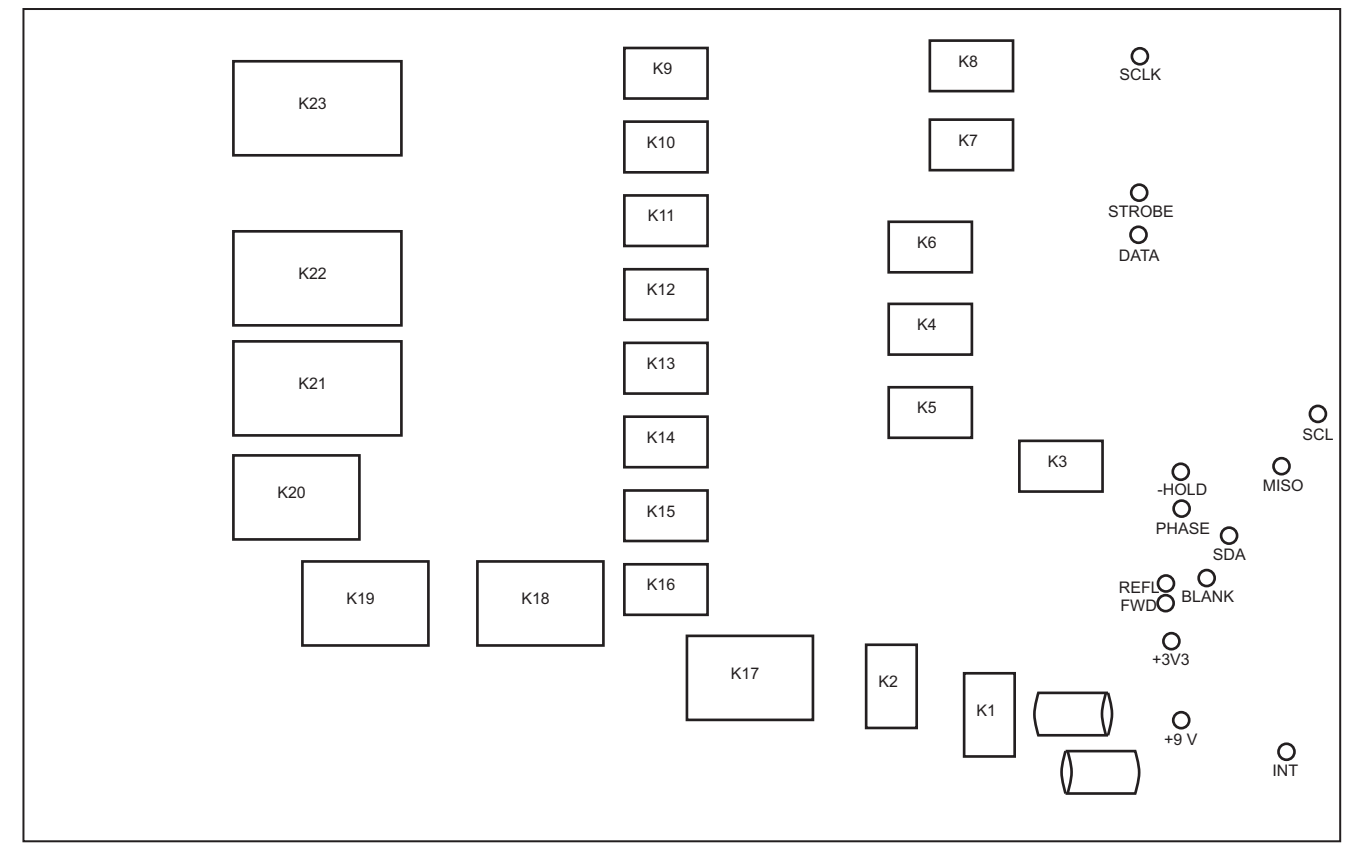 K8
SCLK
K9
K23
K7
K10
STROBE
K11
K6
DATA
K22
K12
K4
K13
K21
K5
SCL
K14
K3
MISO
-HOLD
K20
K15
PHASE
SDA
K16
REFL
BLANK
K19
K18
FWD
+3V3
K17
K2
K1
+9 V
INT